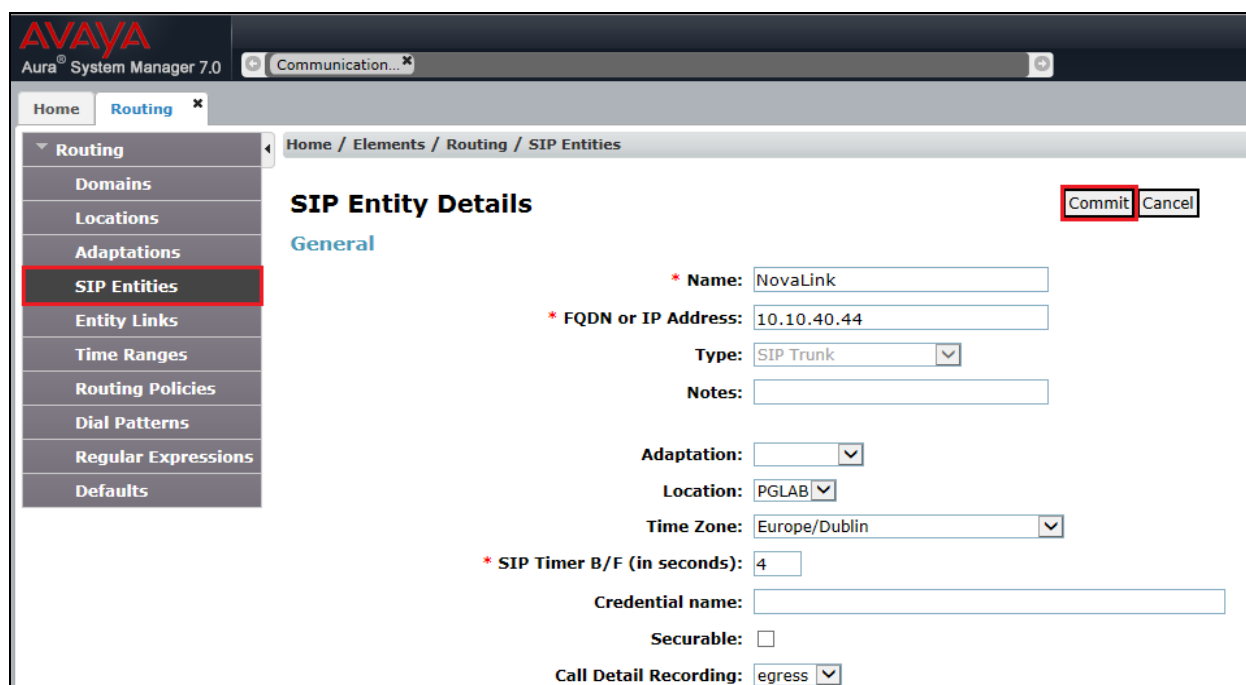 AVAYA
Aura® System Manager 7.0
Communication...
Home
Routing
Routing
Domains
Locations
Adaptations
SIP Entities
Entity Links
Time Ranges
Routing Policies
Dial Patterns
Regular Expressions
Defaults
Home / Elements / Routing / SIP Entities
SIP Entity Details
Commit Cancel
General
* Name: NovaLink
* FQDN or IP Address: 10.10.40.44
Type: SIP Trunk
Notes:
Adaptation:
Location: PGLAB
Time Zone: Europe/Dublin
* SIP Timer B/F (in seconds): 4
Credential name:
Securable:
Call Detail Recording: egress